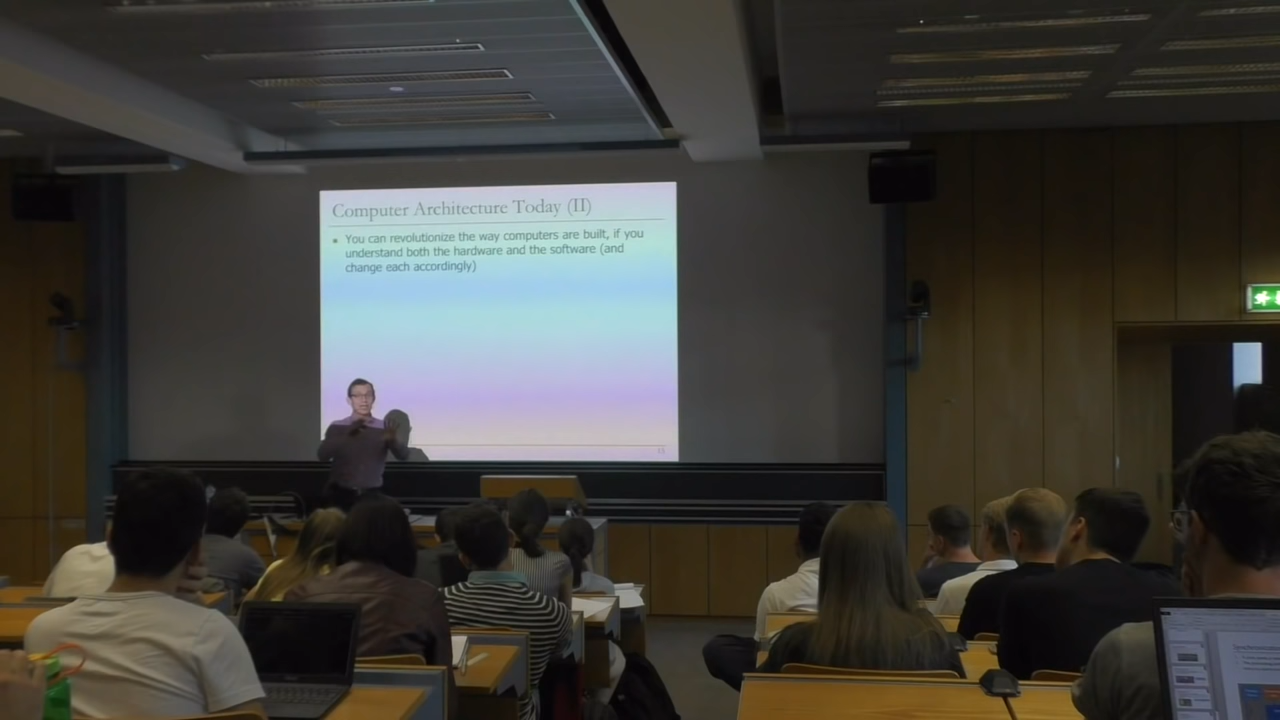 Computer Architecture Today (II)
You can revolutionize the way computers are built, if you
understand both the hardware and the software (and
change each accordingly)
15